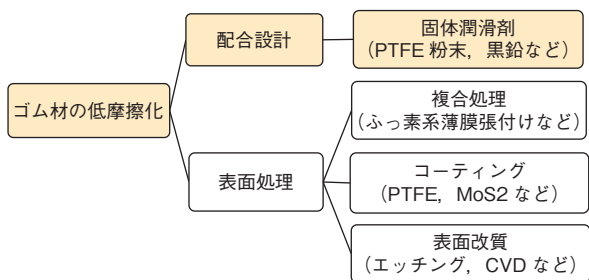 ゴム材の低摩擦化
配合設計
固体潤滑剤
（PTFE 粉末，黒鉛など）
表面処理
複合処理
（ふっ素系薄膜張付けなど）
コーティング
（PTFE，MoS2 など）
表面改質
（エッチング，CVD など）